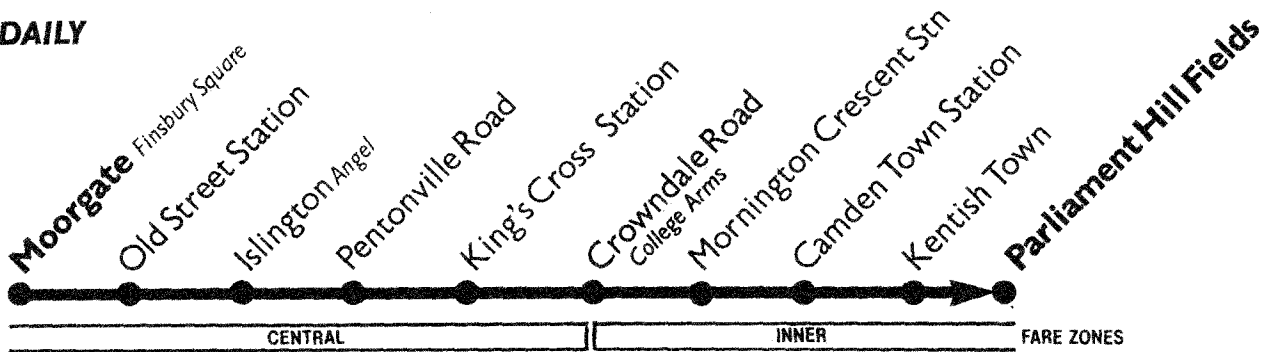 DAILY
Moorgate Finsbury Square
Old Street Station
Islington Angel
Pentonville Road
King's Cross Station
Crowndale Road
College Arms
Mornington Crescent Stn
Camden Town Station
Kentish Town
Parliament Hill Fields
CENTRAL
INNER
FARE ZONES